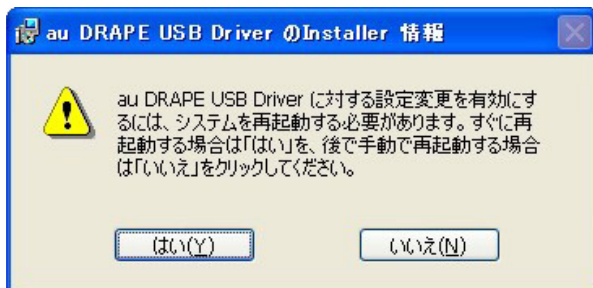 au DRAPE USB Driver のInstaller 情報
au DRAPE USB Driver に対する設定変更を有効にす
るには、システムを再起動する必要があります。すぐに再
起動する場合は「はい」を、後で手動で再起動する場合
は「いいえ」をクリックしてください。
はい(Y)
いいえ(N)